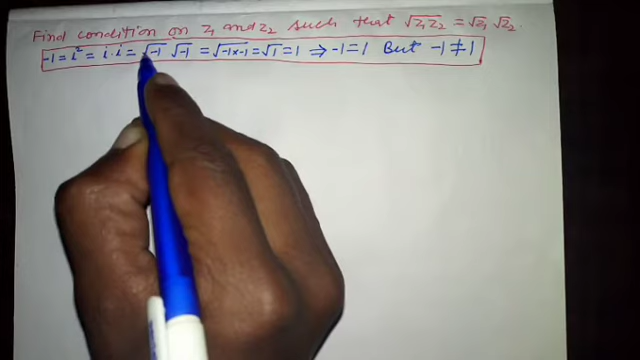 Find condition on z₁ and z₂ such that √z₁z₂ = √z₁ √z₂.
-1 = i² = i·i = √-1 √-1 = √-1×-1 = √1 = 1 ⇒ -1 = 1 But -1 ≠ 1